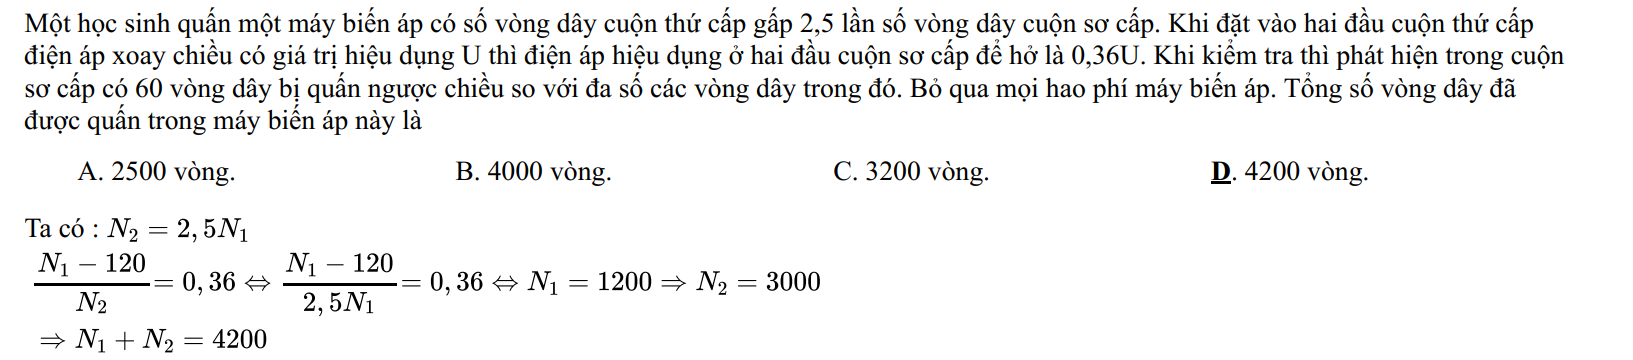 Một học sinh quấn một máy biến áp có số vòng dây cuộn thứ cấp gấp 2,5 lần số vòng dây cuộn sơ cấp. Khi đặt vào hai đầu cuộn thứ cấp
điện áp xoay chiều có giá trị hiệu dụng U thì điện áp hiệu dụng ở hai đầu cuộn sơ cấp để hở là 0,36U. Khi kiểm tra thì phát hiện trong cuộn
sơ cấp có 60 vòng dây bị quấn ngược chiều so với đa số các vòng dây trong đó. Bỏ qua mọi hao phí máy biến áp. Tổng số vòng dây đã
được quấn trong máy biến áp này là
A. 2500 vòng. B. 4000 vòng. C. 3200 vòng. D. 4200 vòng.
Ta có : $N_2 = 2,5N_1$
$\frac{N_1 - 120}{N_2} = 0,36 \Leftrightarrow \frac{N_1 - 120}{2,5N_1} = 0,36 \Leftrightarrow N_1 = 1200 \Rightarrow N_2 = 3000$
$\Rightarrow N_1 + N_2 = 4200$